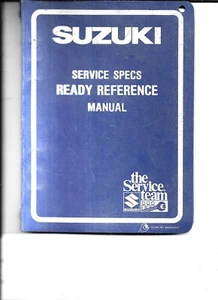 SUZUKI
SERVICE SPECS
READY REFERENCE
MANUAL
the
Service
team